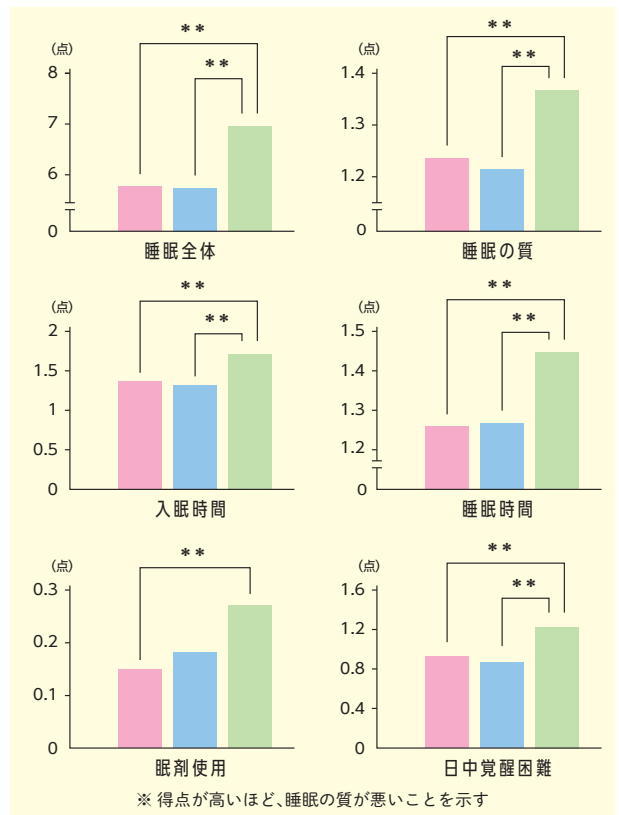 **
**
(点)
8
7
6
0
睡眠全体
**
**
(点)
1.4
1.3
1.2
0
睡眠の質
**
**
(点)
2
1.5
1
0.5
0
入眠時間
**
**
(点)
1.5
1.4
1.3
1.2
0
睡眠時間
**
(点)
0.3
0.2
0.1
0
眠剤使用
**
**
(点)
1.6
1.2
0.8
0.4
0
日中覚醒困難
※ 得点が高いほど、睡眠の質が悪いことを示す